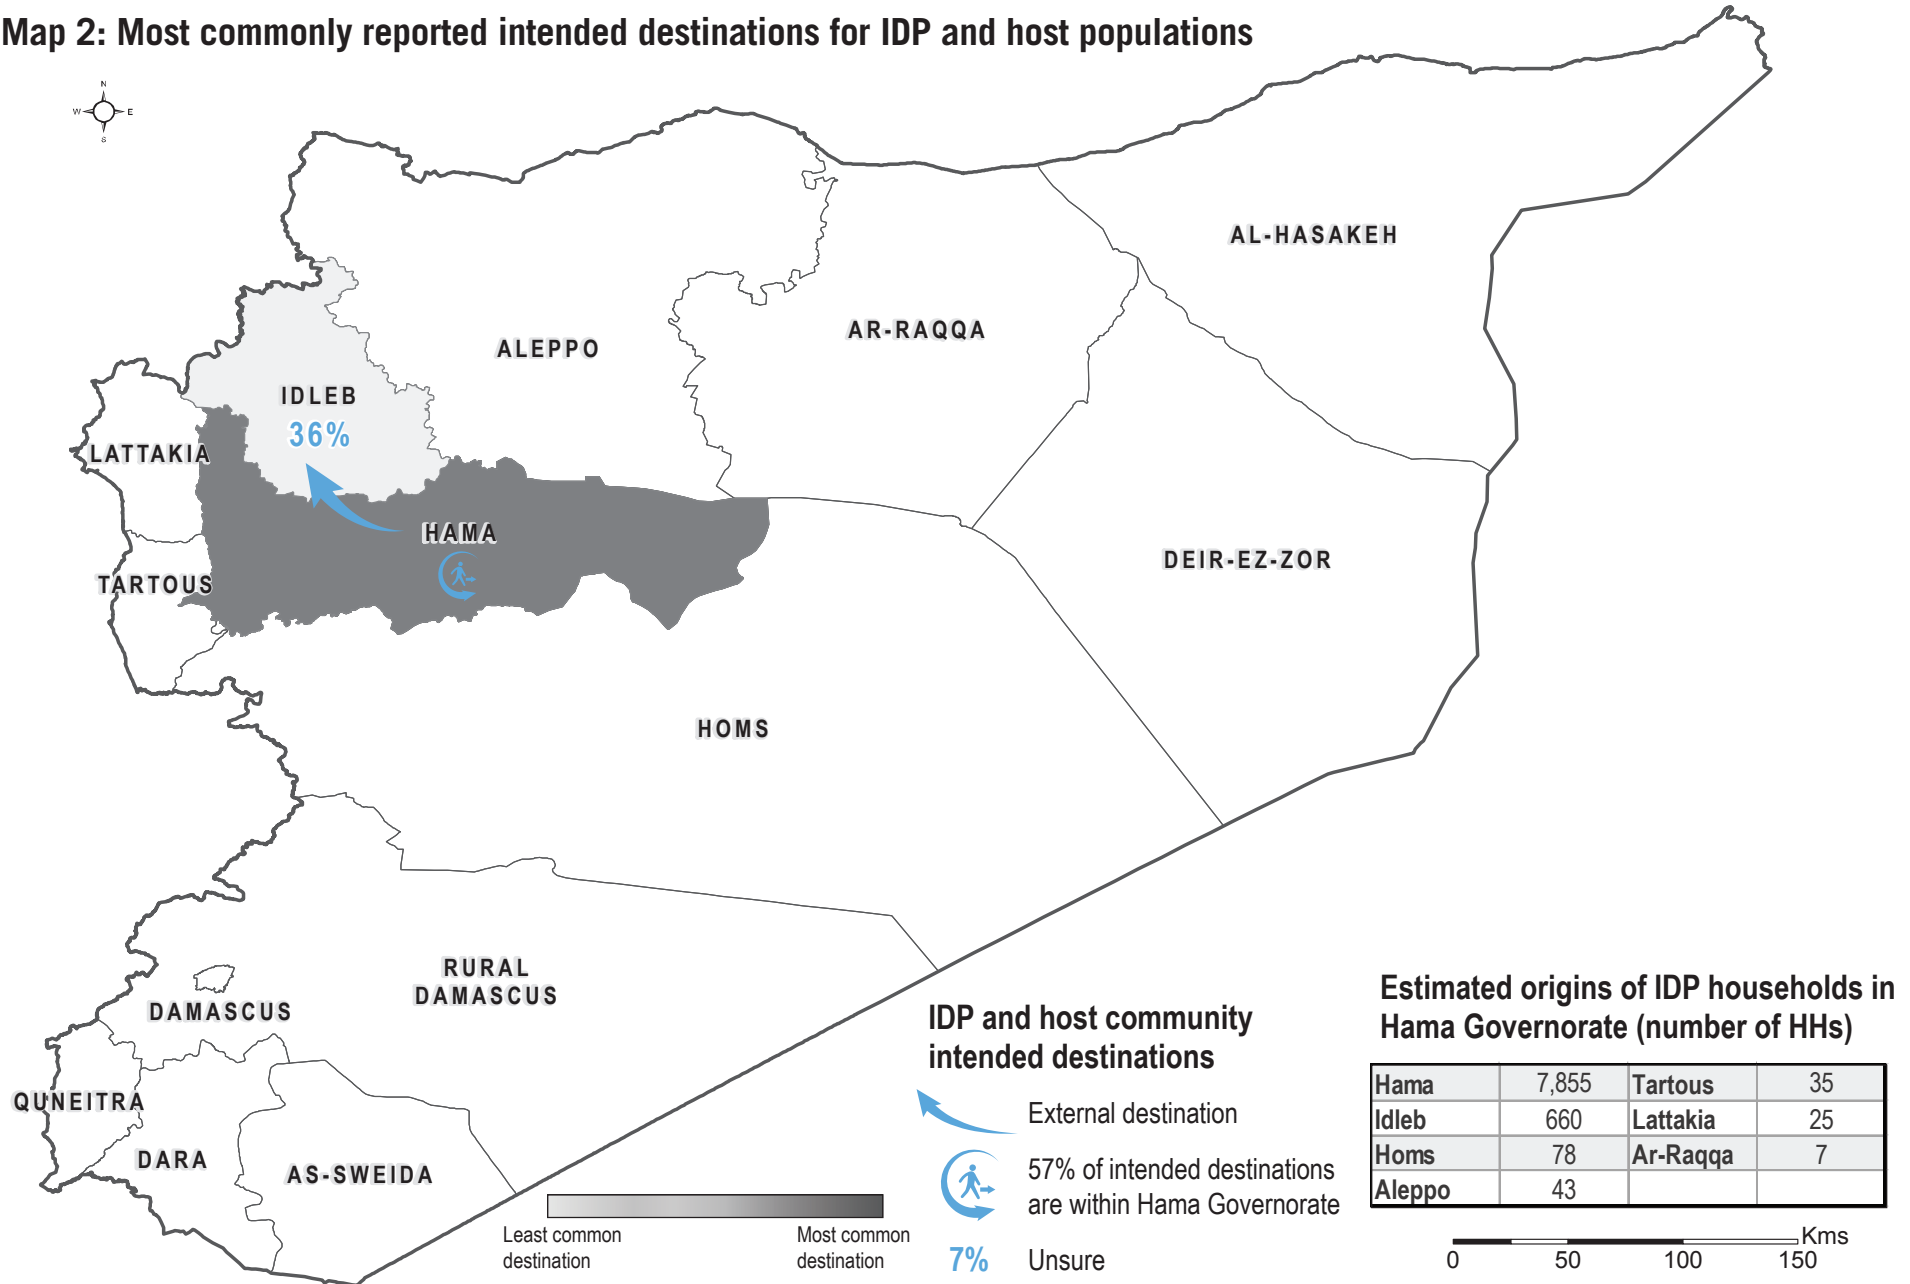 Map 2: Most commonly reported intended destinations for IDP and host populations
N
W E
S
AL-HASAKEH
AR-RAQQA
ALEPPO
IDLEB
36%
LATTAKIA
HAMA
DEIR-EZ-ZOR
TARTOUS
HOMS
RURAL
DAMASCUS
DAMASCUS
QUNEITRA
DARA
AS-SWEIDA
Least common
destination
Most common
destination
IDP and host community
intended destinations
External destination
57% of intended destinations
are within Hama Governorate
7% Unsure
Estimated origins of IDP households in
Hama Governorate (number of HHs)
Hama 7,855 Tartous 35
Idleb 660 Lattakia 25
Homs 78 Ar-Raqqa 7
Aleppo 43
Kms
0 50 100 150